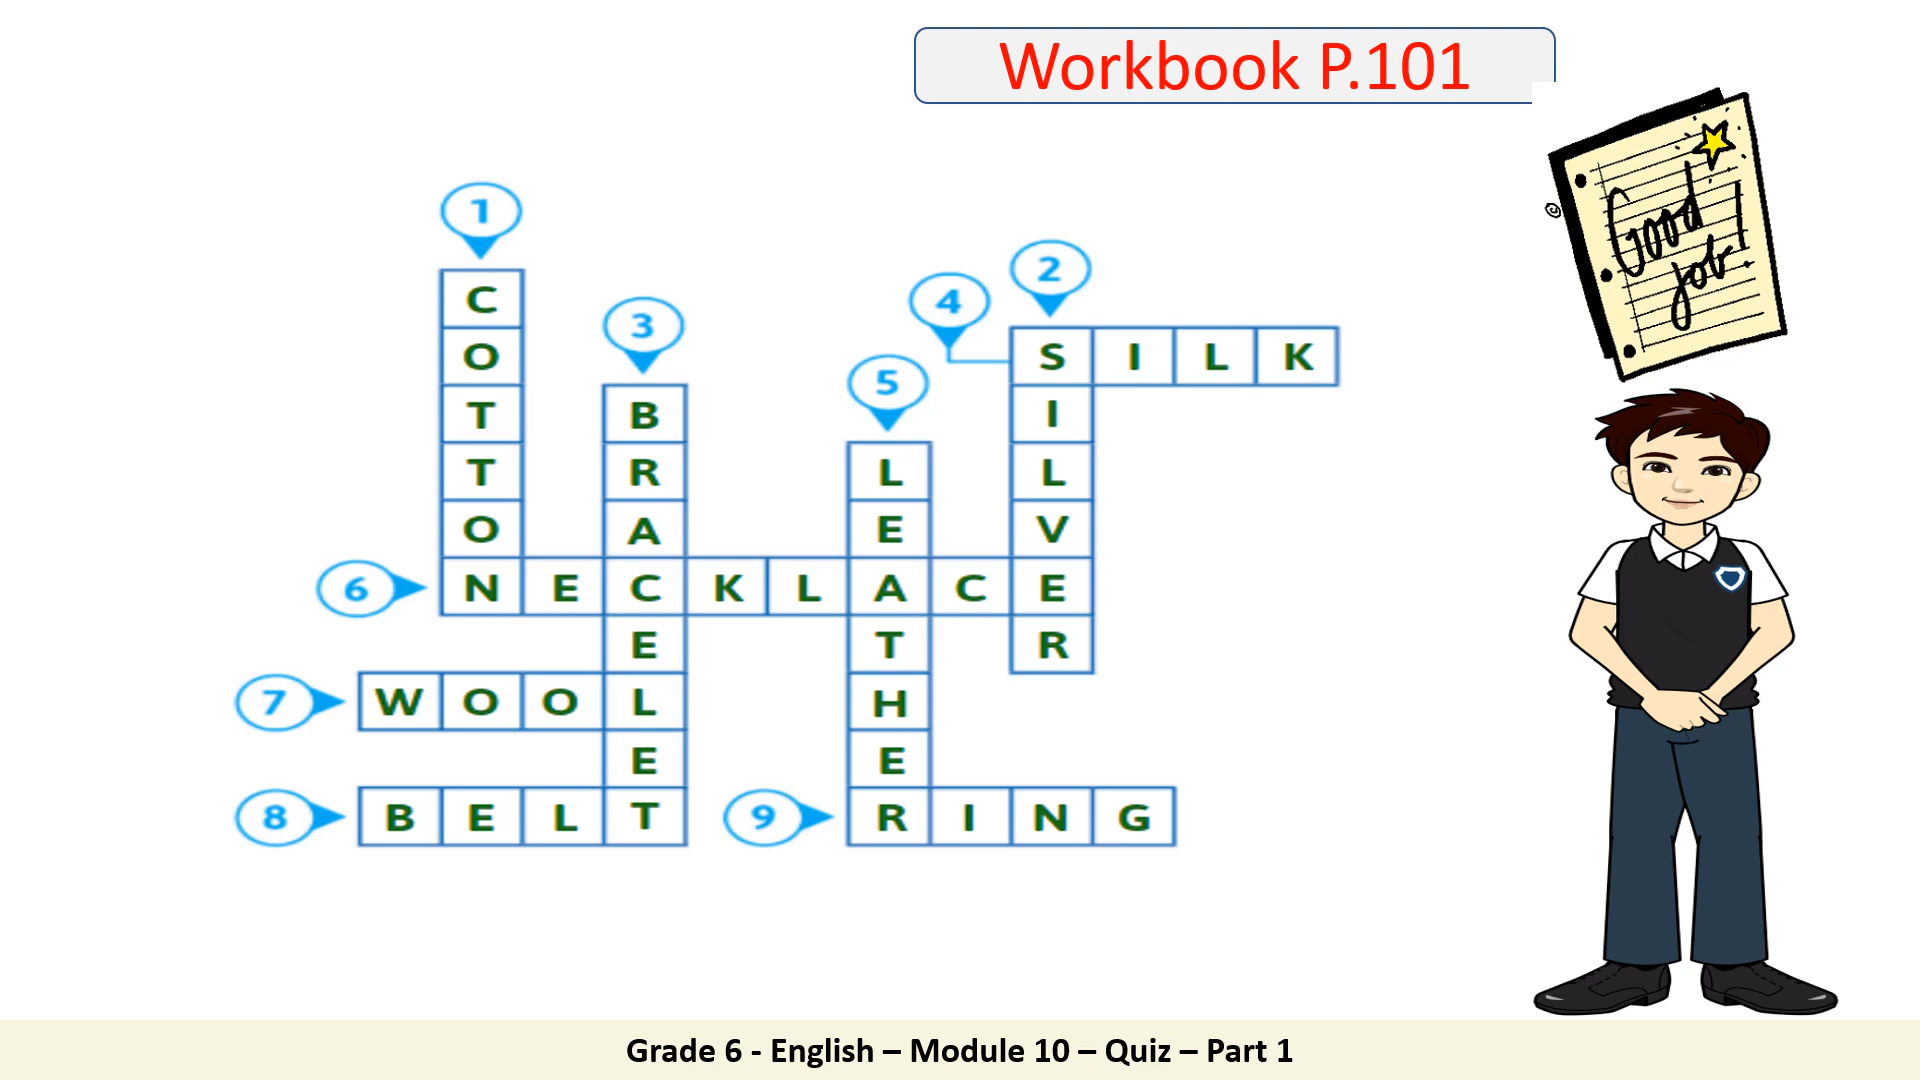 Workbook P.101
Good
job!
1
2
4
3
5
C
O
T
T
O
N
S I L K
I
L
V
E
R
B
R
A
C
E
L
E
T
L
E
A
T
H
E
R
6 N E C K L A C E
7 W O O L
8 B E L T
9 R I N G
Grade 6 - English – Module 10 – Quiz – Part 1